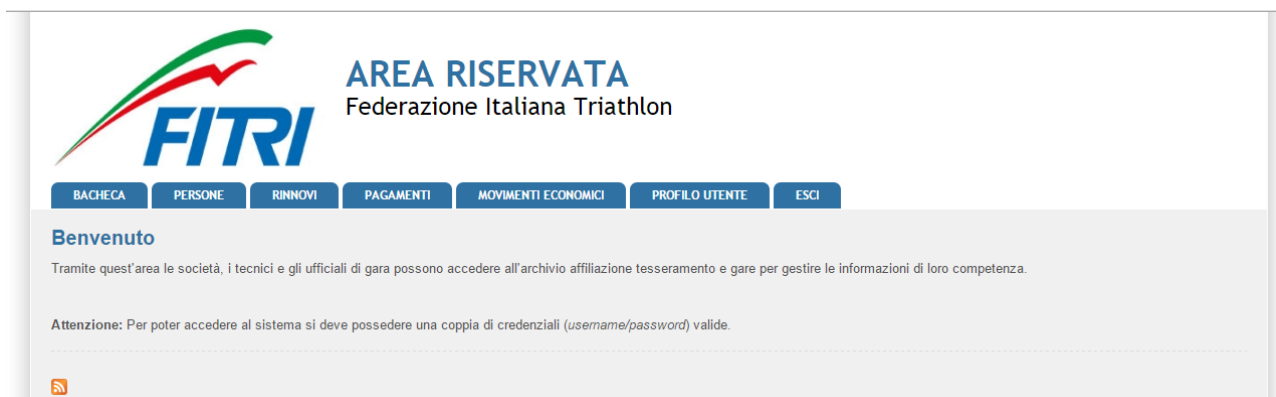 AREA RISERVATA
Federazione Italiana Triathlon
FITRI
BACHECA PERSONE RINNOVI PAGAMENTI MOVIMENTI ECONOMICI PROFILO UTENTE ESCI
Benvenuto
Tramite quest'area le società, i tecnici e gli ufficiali di gara possono accedere all'archivio affiliazione tesseramento e gare per gestire le informazioni di loro competenza.
Attenzione: Per poter accedere al sistema si deve possedere una coppia di credenziali (username/password) valide.